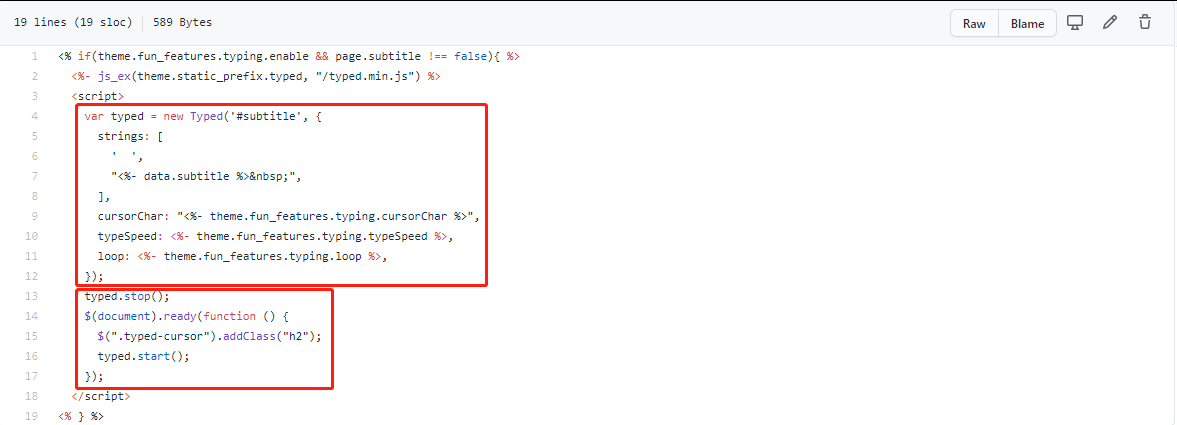 19 lines (19 sloc) 589 Bytes Raw Blame
1 <% if(theme.fun_features.typing.enable && page.subtitle !== false){ %>
2   <%- js_ex(theme.static_prefix.typed, "/typed.min.js") %>
3   <script>
4     var typed = new Typed('#subtitle', {
5       strings: [
6         '  ',
7         "<%- data.subtitle %>&nbsp;",
8       ],
9       cursorChar: "<%- theme.fun_features.typing.cursorChar %>",
10       typeSpeed: <%- theme.fun_features.typing.typeSpeed %>,
11       loop: <%- theme.fun_features.typing.loop %>,
12     });
13     typed.stop();
14     $(document).ready(function () {
15       $(".typed-cursor").addClass("h2");
16       typed.start();
17     });
18   </script>
19 <% } %>